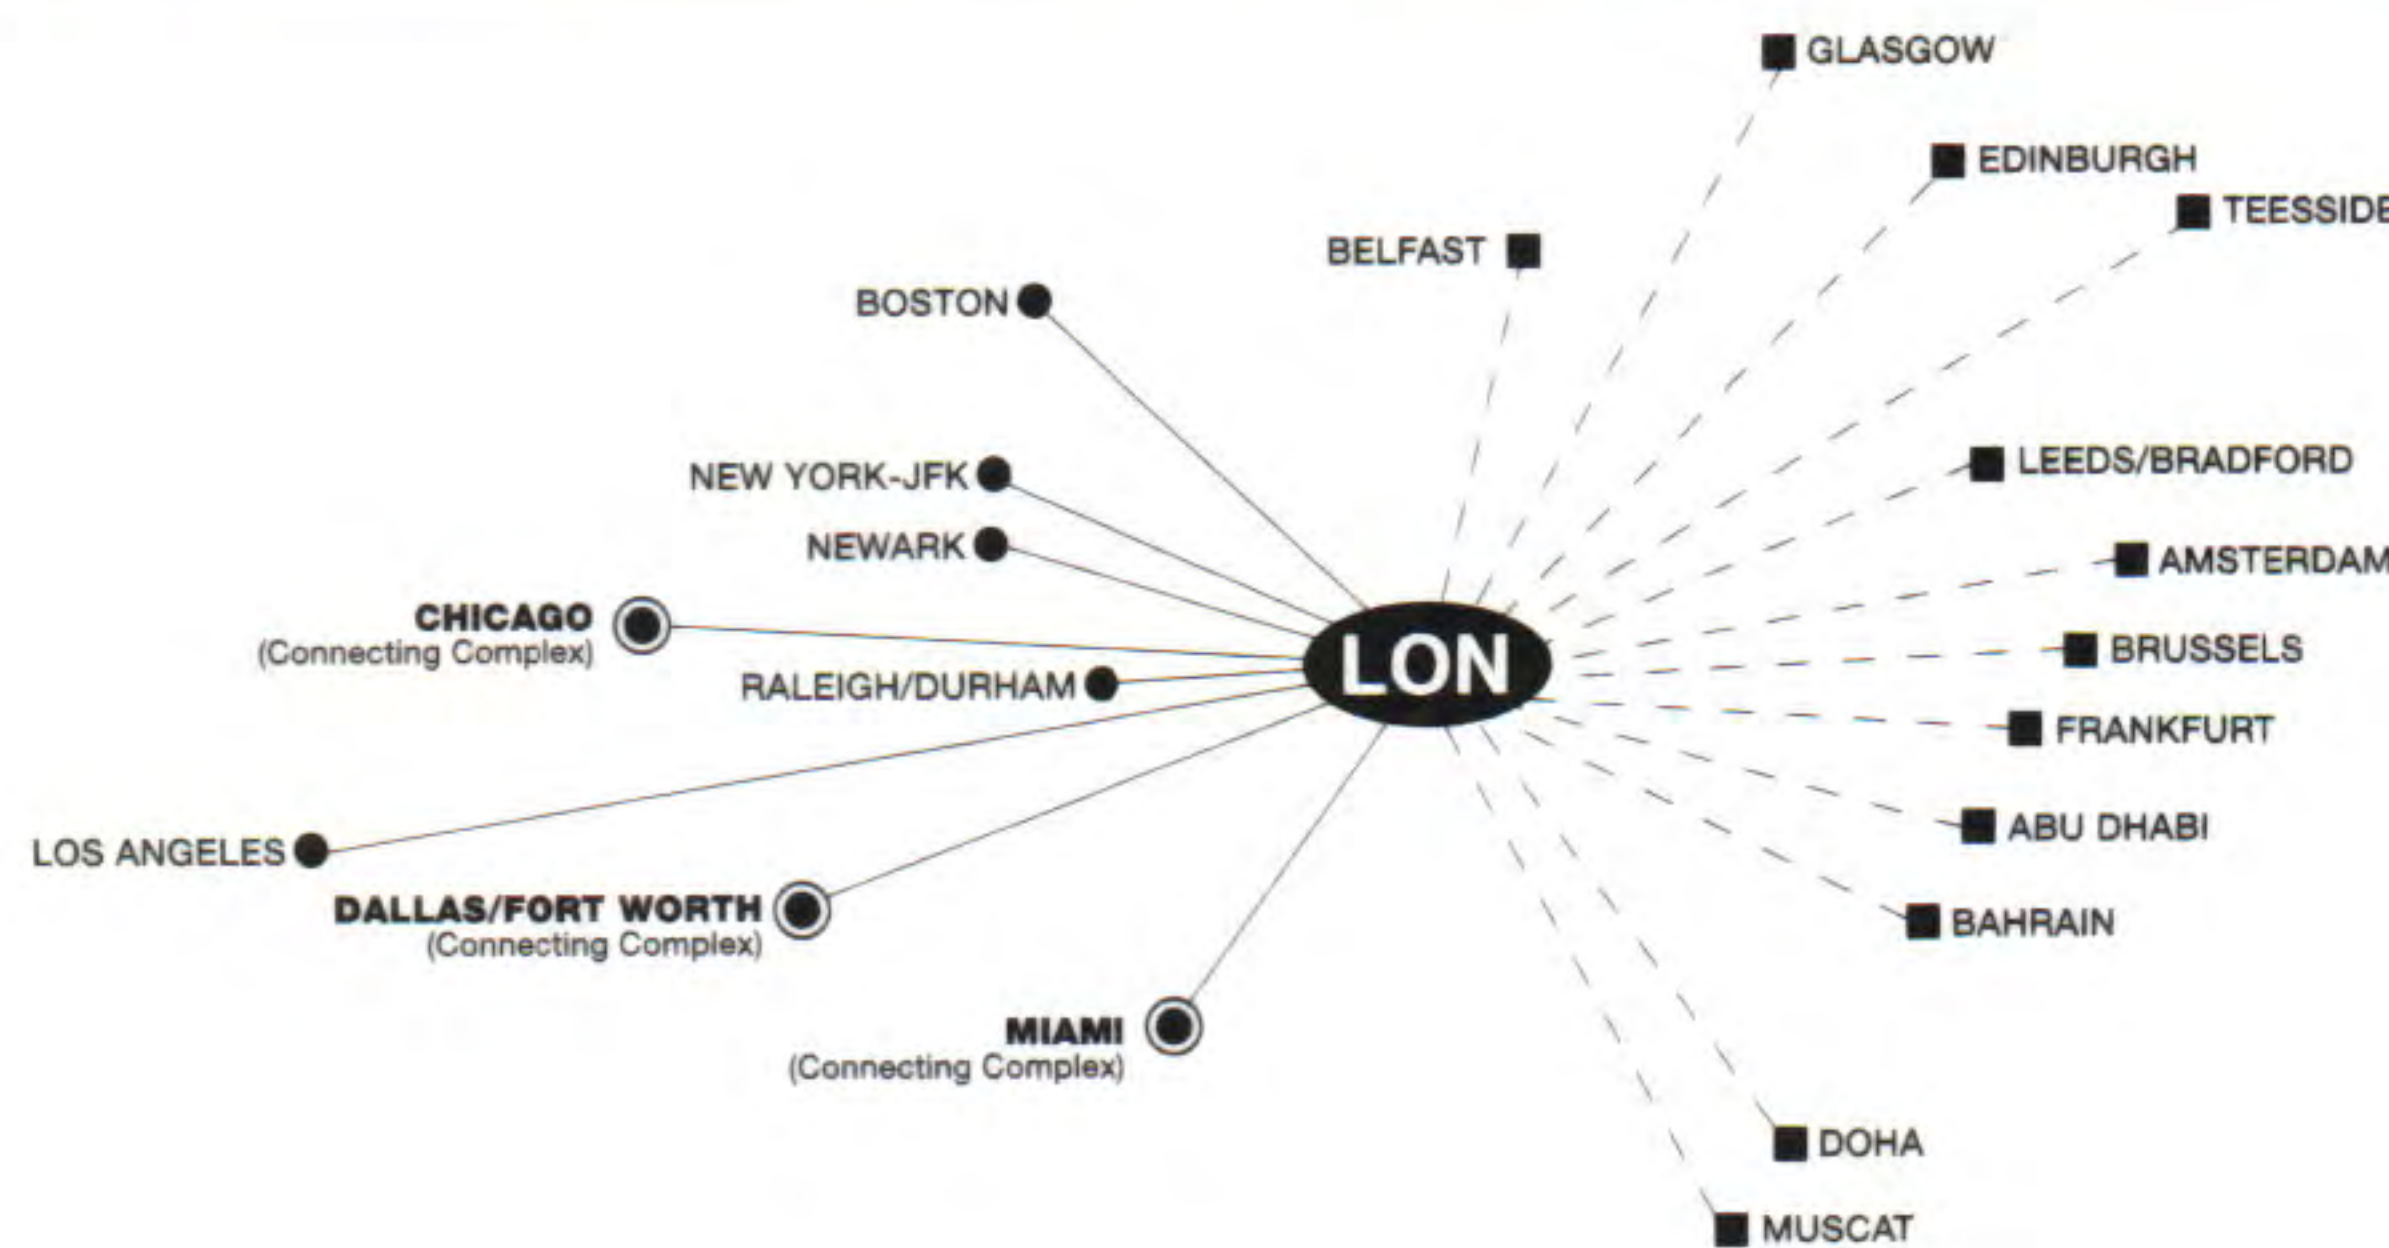 GLASGOW
EDINBURGH
TEESSIDE
BELFAST
BOSTON
LEEDS/BRADFORD
NEW YORK-JFK
NEWARK
AMSTERDAM
CHICAGO
(Connecting Complex)
BRUSSELS
LON
RALEIGH/DURHAM
FRANKFURT
ABU DHABI
LOS ANGELES
DALLAS/FORT WORTH
(Connecting Complex)
BAHRAIN
MIAMI
(Connecting Complex)
DOHA
MUSCAT